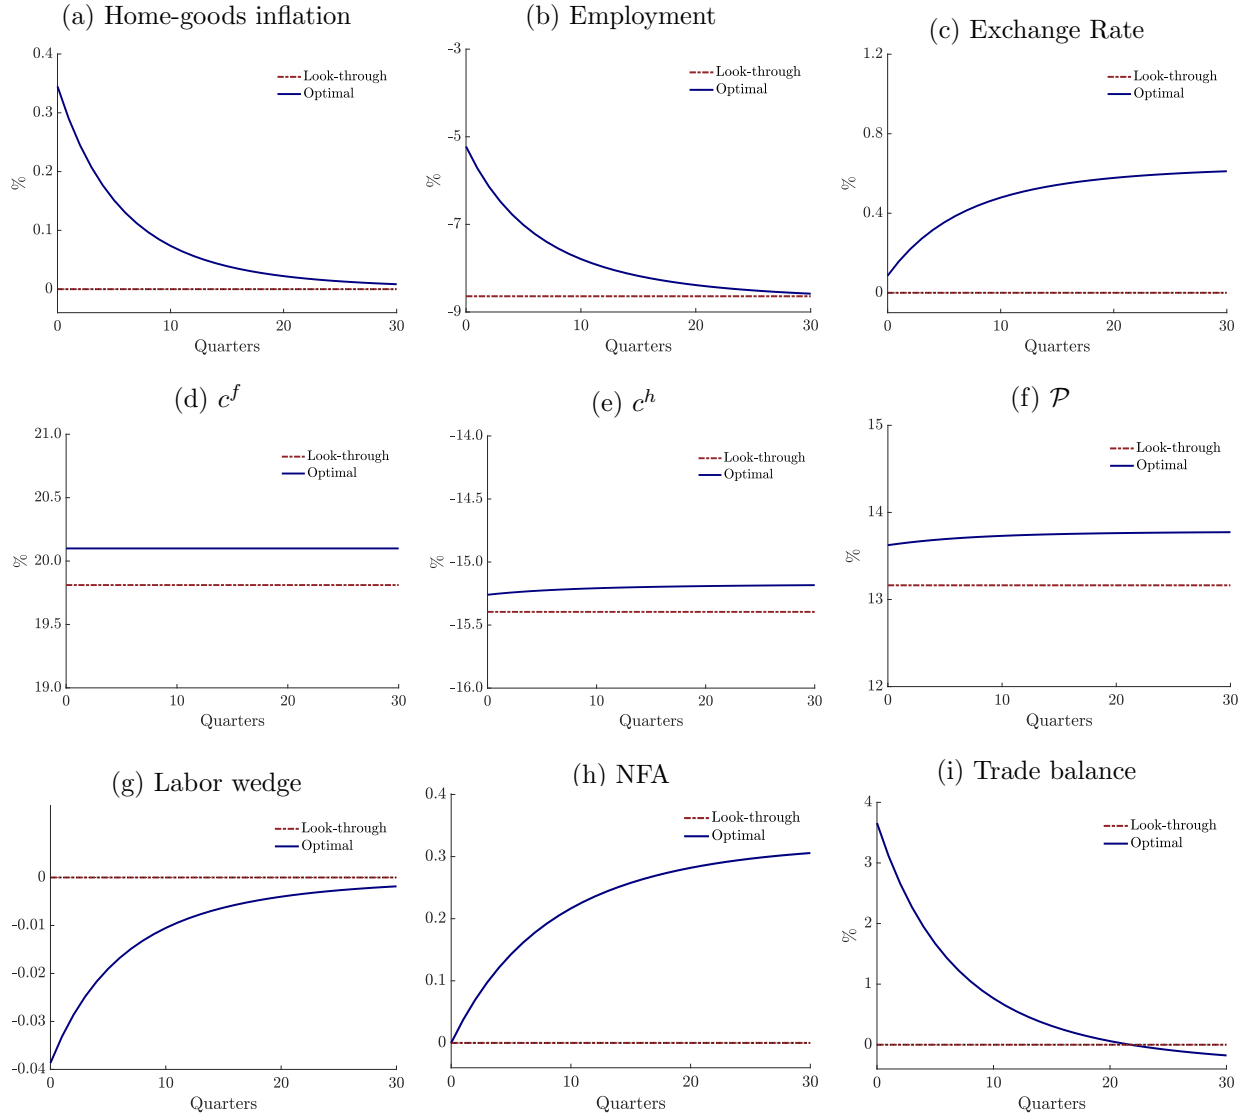 (a) Home-goods inflation
0.4
0.3
0.2
0.1
0
%
Look-through
Optimal
0 10 20 30
Quarters
(b) Employment
-3
-5
-7
-9
%
Look-through
Optimal
0 10 20 30
Quarters
(c) Exchange Rate
1.2
0.8
0.4
0
%
Look-through
Optimal
0 10 20 30
Quarters
(d) c^f
21.0
20.5
20.0
19.5
19.0
%
Look-through
Optimal
0 10 20 30
Quarters
(e) c^h
-14.0
-14.5
-15.0
-15.5
-16.0
%
Look-through
Optimal
0 10 20 30
Quarters
(f) 𝒫
15
14
13
12
%
Look-through
Optimal
0 10 20 30
Quarters
(g) Labor wedge
0
-0.01
-0.02
-0.03
-0.04
Look-through
Optimal
0 10 20 30
Quarters
(h) NFA
0.4
0.3
0.2
0.1
0
Look-through
Optimal
0 10 20 30
Quarters
(i) Trade balance
4
3
2
1
0
%
Look-through
Optimal
0 10 20 30
Quarters